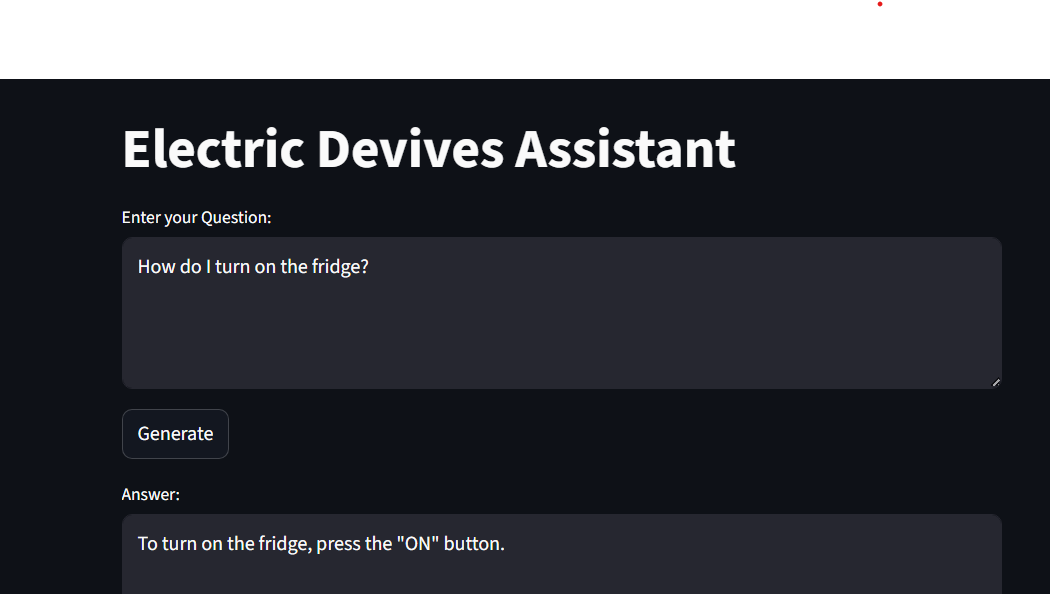 Electric Devives Assistant
Enter your Question:
How do I turn on the fridge?
Generate
Answer:
To turn on the fridge, press the "ON" button.